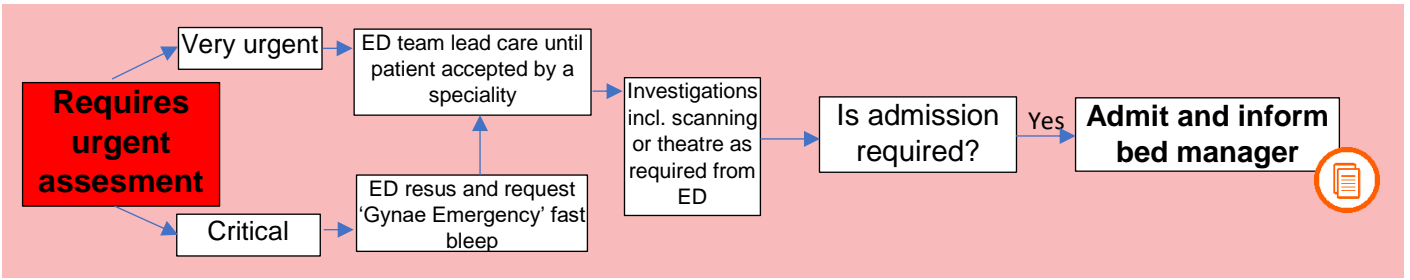 Requires
urgent
assesment
Very urgent
ED team lead care until
patient accepted by a
speciality
Critical
ED resus and request
‘Gynae Emergency’ fast
bleep
Investigations
incl. scanning
or theatre as
required from
ED
Is admission
required?
Yes
Admit and inform
bed manager